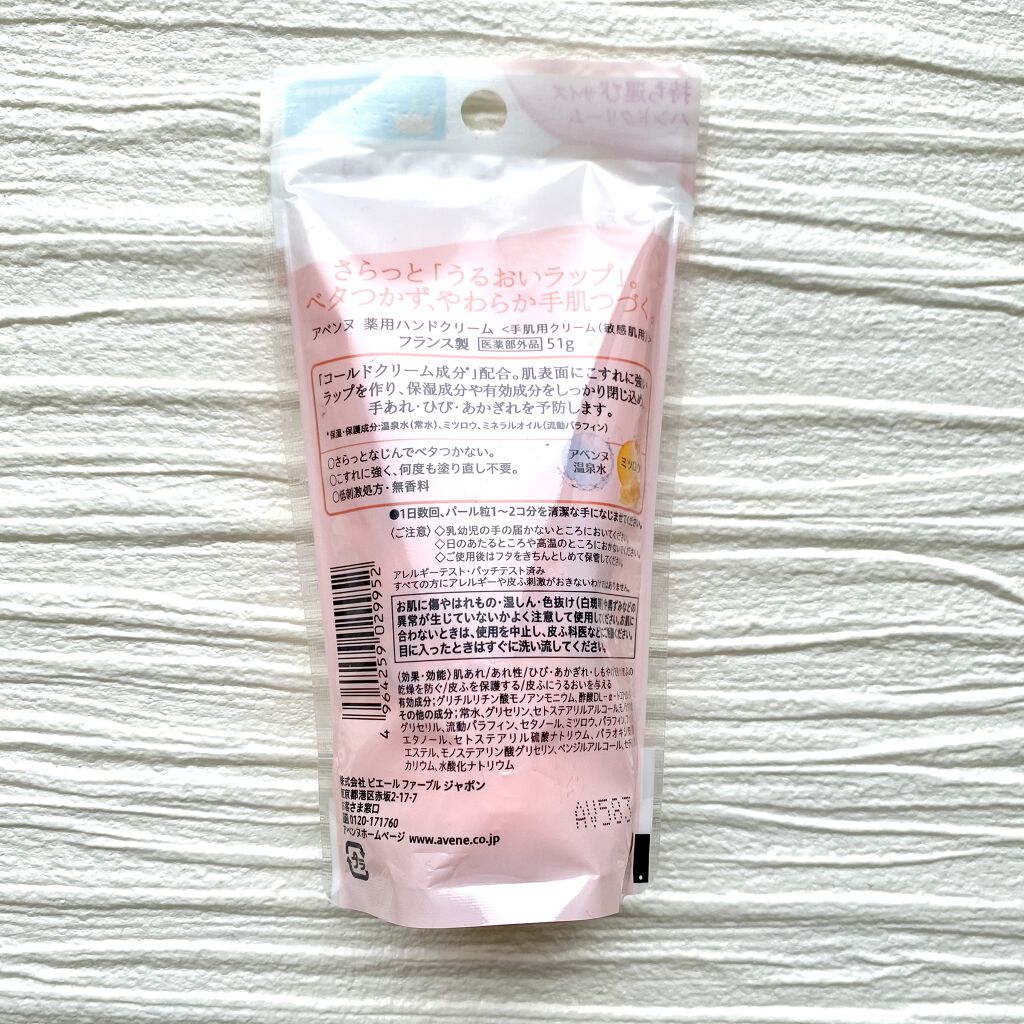 持ち運びサイズ
ハンドクリーム
さらっと「うるおいラップ」。
ベタつかず、やわらか手肌つづく。
アベンヌ 薬用ハンドクリーム <手肌用クリーム(敏感肌用)>
フランス製 医薬部外品 51g
「コールドクリーム成分*」配合。肌表面にこすれに強い
ラップを作り、保湿成分や有効成分をしっかり閉じ込め、
手あれ・ひび・あかぎれを予防します。
*保湿・保護成分:温泉水(常水)、ミツロウ、ミネラルオイル(流動パラフィン)
○さらっとなじんでベタつかない。
○こすれに強く、何度も塗り直し不要。
○低刺激処方・無香料
アベンヌ
温泉水
ミツロウ
●1日数回、パール粒1~2コ分を清潔な手になじませてください。
〈ご注意〉◇乳幼児の手の届かないところにおいてください。
◇日のあたるところや高温のところにおかないでください。
◇ご使用後はフタをきちんとしめて保管してください。
アレルギーテスト・パッチテスト済み
すべての方にアレルギーや皮ふ刺激がおきないわけではありません。
お肌に傷やはれもの・湿しん・色抜け(白斑等)や黒ずみなどの
異常が生じていないかよく注意して使用してください。お肌に
合わないときは、使用を中止し、皮ふ科医などにご相談ください。
目に入ったときはすぐに洗い流してください。
〈効果・効能〉肌あれ/あれ性/ひび・あかぎれ・しもやけ
乾燥を防ぐ/皮ふを保護する/皮ふにうるおいを与える
有効成分;グリチルリチン酸モノアンモニウム、酢酸DL-α-トコフェロール
その他の成分;常水、グリセリン、セトステアリルアルコール
グリセリル、流動パラフィン、セタノール、ミツロウ、パラフィン、
エタノール、セトステアリル硫酸ナトリウム、パラオキシ
エステル、モノステアリン酸グリセリン、ベンジルアルコール、
カリウム、水酸化ナトリウム
4 964259 029952
株式会社 ピエール ファーブル ジャポン
東京都港区赤坂2-17-7
お客さま窓口
0120-171760
アベンヌホームページ www.avene.co.jp
AV583
プラ